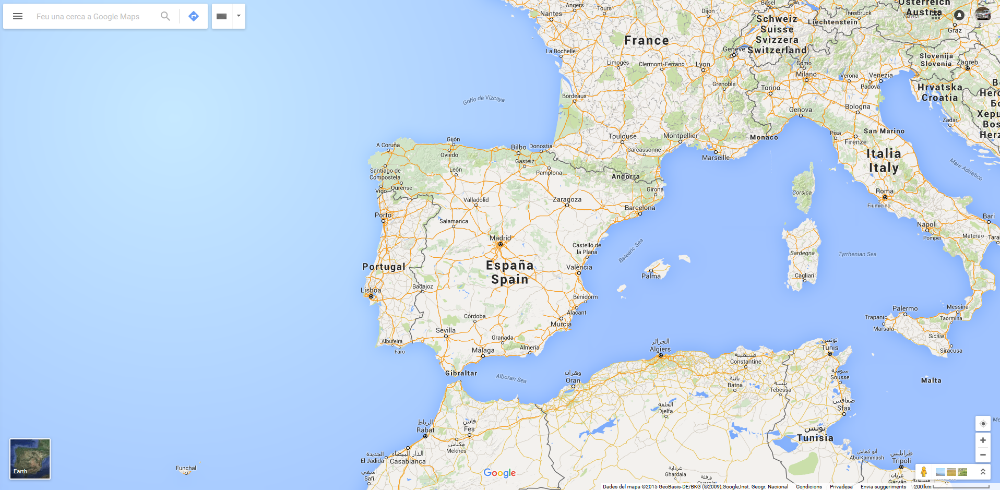 Feu una cerca a Google Maps
Angers
Tours
Dijon
Basel
Österreich
Austria
Nantes
Innsbruck
Xavier
Schweiz
Suisse
Svizzera
Switzerland
Liechtenstein
Graz
France
Genève
La Rochelle
Limoges
Clermont-Ferrand
Lyon
Como
Milano
Slovenija
Slovenia
Zagreb
Verona
Venezia
Padova
Grenoble
Torino
Hrvatska
Croatia
Bordeaux
Golfo de Vizcaya
Genova
Bologna
Zadar
San Marino
Monaco
Pisa
Firenze
Toulouse
Montpellier
Carcassonne
Marseille
A Coruña
Gijón
Oviedo
Bilbo
Donostia
Gasteiz
Pamplona
Italia
Italy
Mare Adriatico
Santiago de
Compostela
León
Andorra
Vigo
Ourense
Girona
Corsica
Roma
Fiumicino
Valladolid
Zaragoza
Barcelona
Porto
Salamanca
Bari
Napoli
Pompei
Matera
Madrid
Castelló de
la Plana
Balearic Sea
Sardegna
Tyrrhenian Sea
Portugal
España
Spain
València
Palma
Cagliari
Lisboa
Badajoz
Benidorm
Alacant
Palermo
Messina
Trapani
Taormina
Córdoba
Murcia
Marsala
Sevilla
Granada
Sicilia
Albufeira
Faro
Málaga
Almería
الجزائر
Algiers
تونس
Tunis
Siracusa
قسنطينة
Constantine
Gibraltar
Alboran Sea
وهران
Oran
باتنة
Batna
تبسة
Tebessa
سوسة
Sousse
Malta
الجلفة
Djelfa
صفاقس
Sfax
الرباط
Rabat
فاس
Fes
مكناس
Meknes
تونس
Tunisia
الجديدة
El Jadida
الدار البيضاء
Casablanca
أبو كماش
Abu Kammash
طرابلس
Tripoli
Funchal
Earth
آسفي
Safi
Google
غرداية
Ghardaia
ورقلة
غريان
Dades del mapa ©2015 GeoBasis-DE/BKG (©2009),Google,Inst. Geogr. Nacional Condicions Privadesa Envia suggeriments 200 km